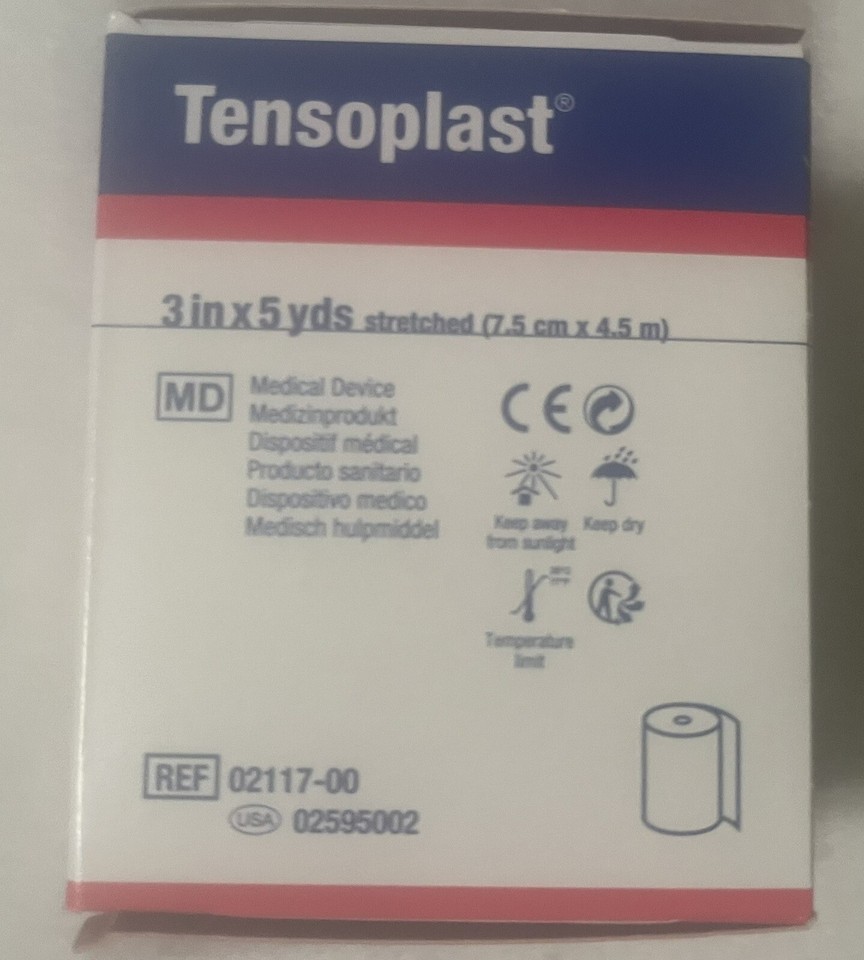 Tensoplast®
3 in x 5 yds stretched (7.5 cm x 4.5 m)
MD
Medical Device
Medizinprodukt
Dispositif médical
Producto sanitario
Dispositivo medico
Medisch hulpmiddel
CE
Keep away
from sunlight
Keep dry
Temperature
limit
REF 02117-00
USA 02595002